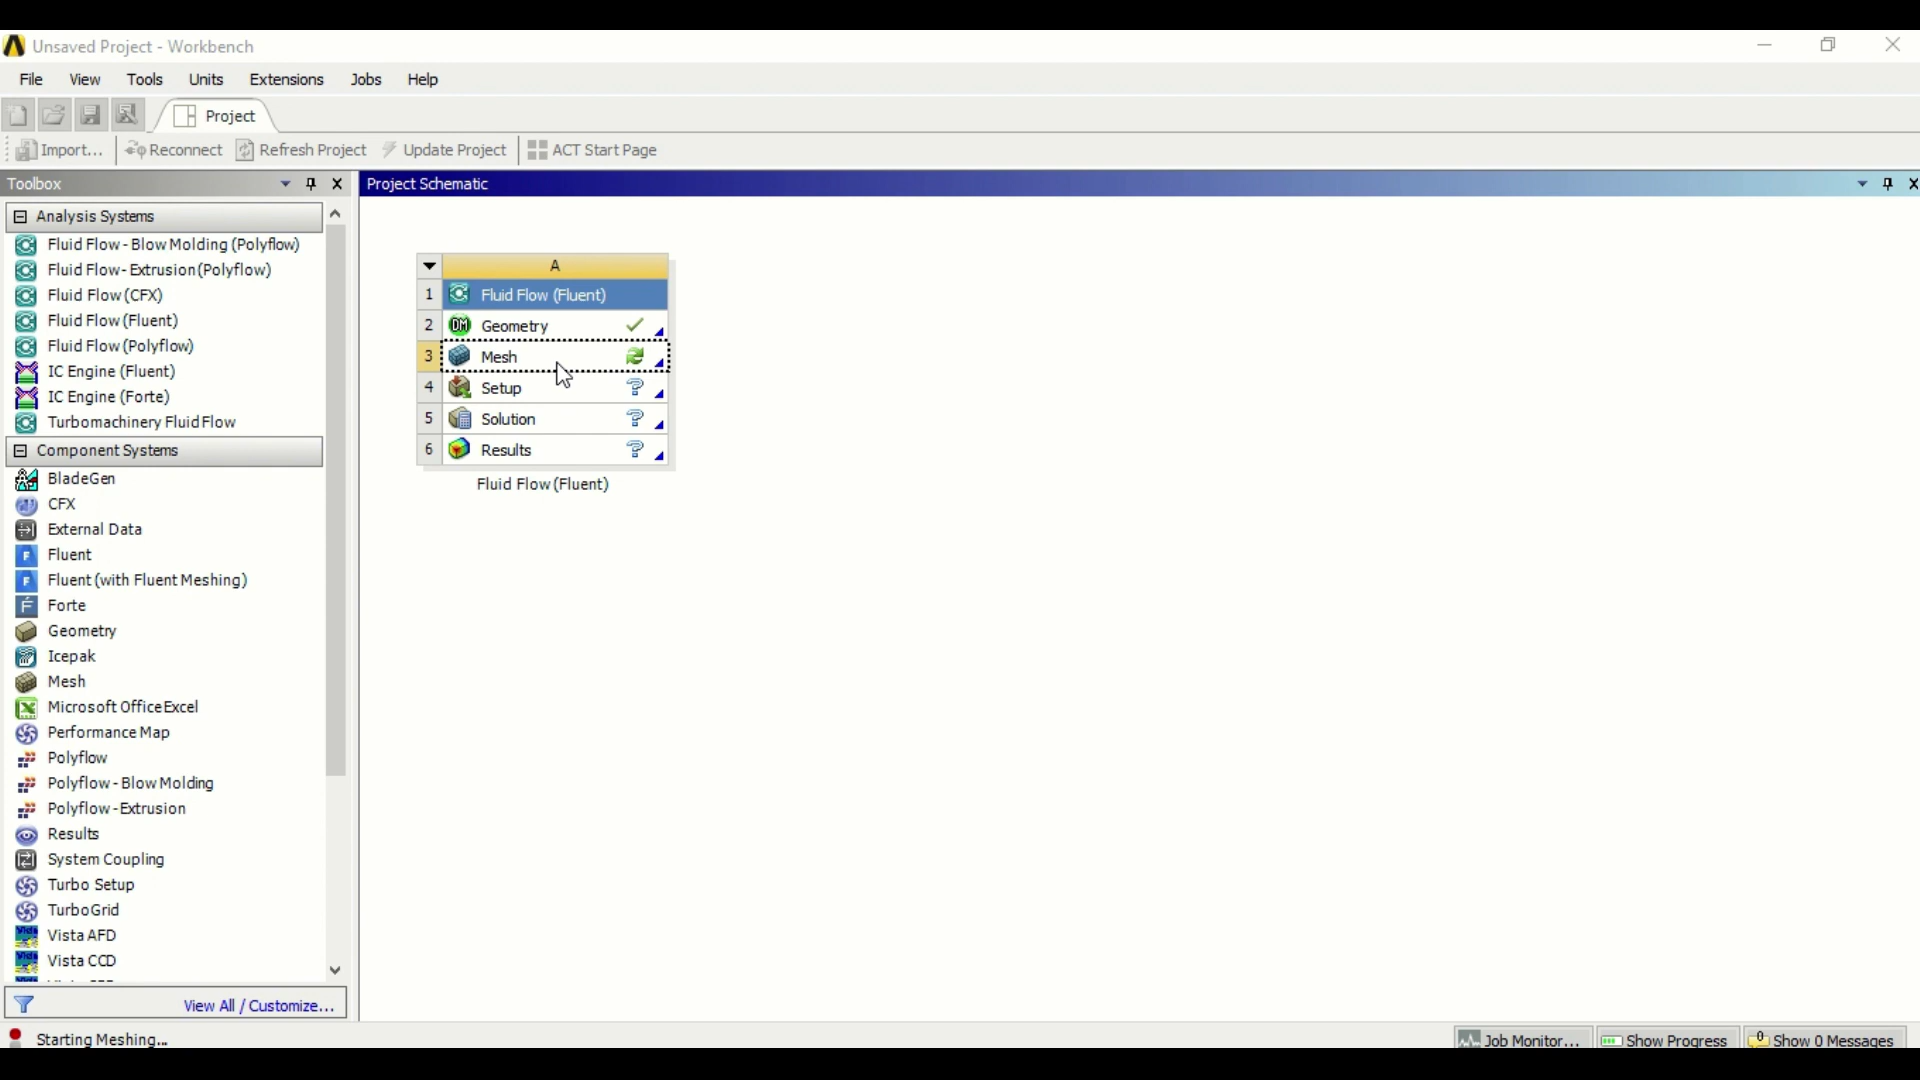 Unsaved Project - Workbench
File View Tools Units Extensions Jobs Help
Project
Import... Reconnect Refresh Project Update Project ACT Start Page
Toolbox
Analysis Systems
Fluid Flow - Blow Molding (Polyflow)
Fluid Flow - Extrusion (Polyflow)
Fluid Flow (CFX)
Fluid Flow (Fluent)
Fluid Flow (Polyflow)
IC Engine (Fluent)
IC Engine (Forte)
Turbomachinery Fluid Flow
Component Systems
BladeGen
CFX
External Data
Fluent
Fluent (with Fluent Meshing)
Forte
Geometry
Icepak
Mesh
Microsoft Office Excel
Performance Map
Polyflow
Polyflow - Blow Molding
Polyflow - Extrusion
Results
System Coupling
Turbo Setup
TurboGrid
Vista AFD
Vista CCD
View All / Customize...
Project Schematic
A
1 Fluid Flow (Fluent)
2 DM Geometry
3 Mesh
4 Setup
5 Solution
6 Results
Fluid Flow (Fluent)
Starting Meshing... Job Monitor... Show Progress Show 0 Messages